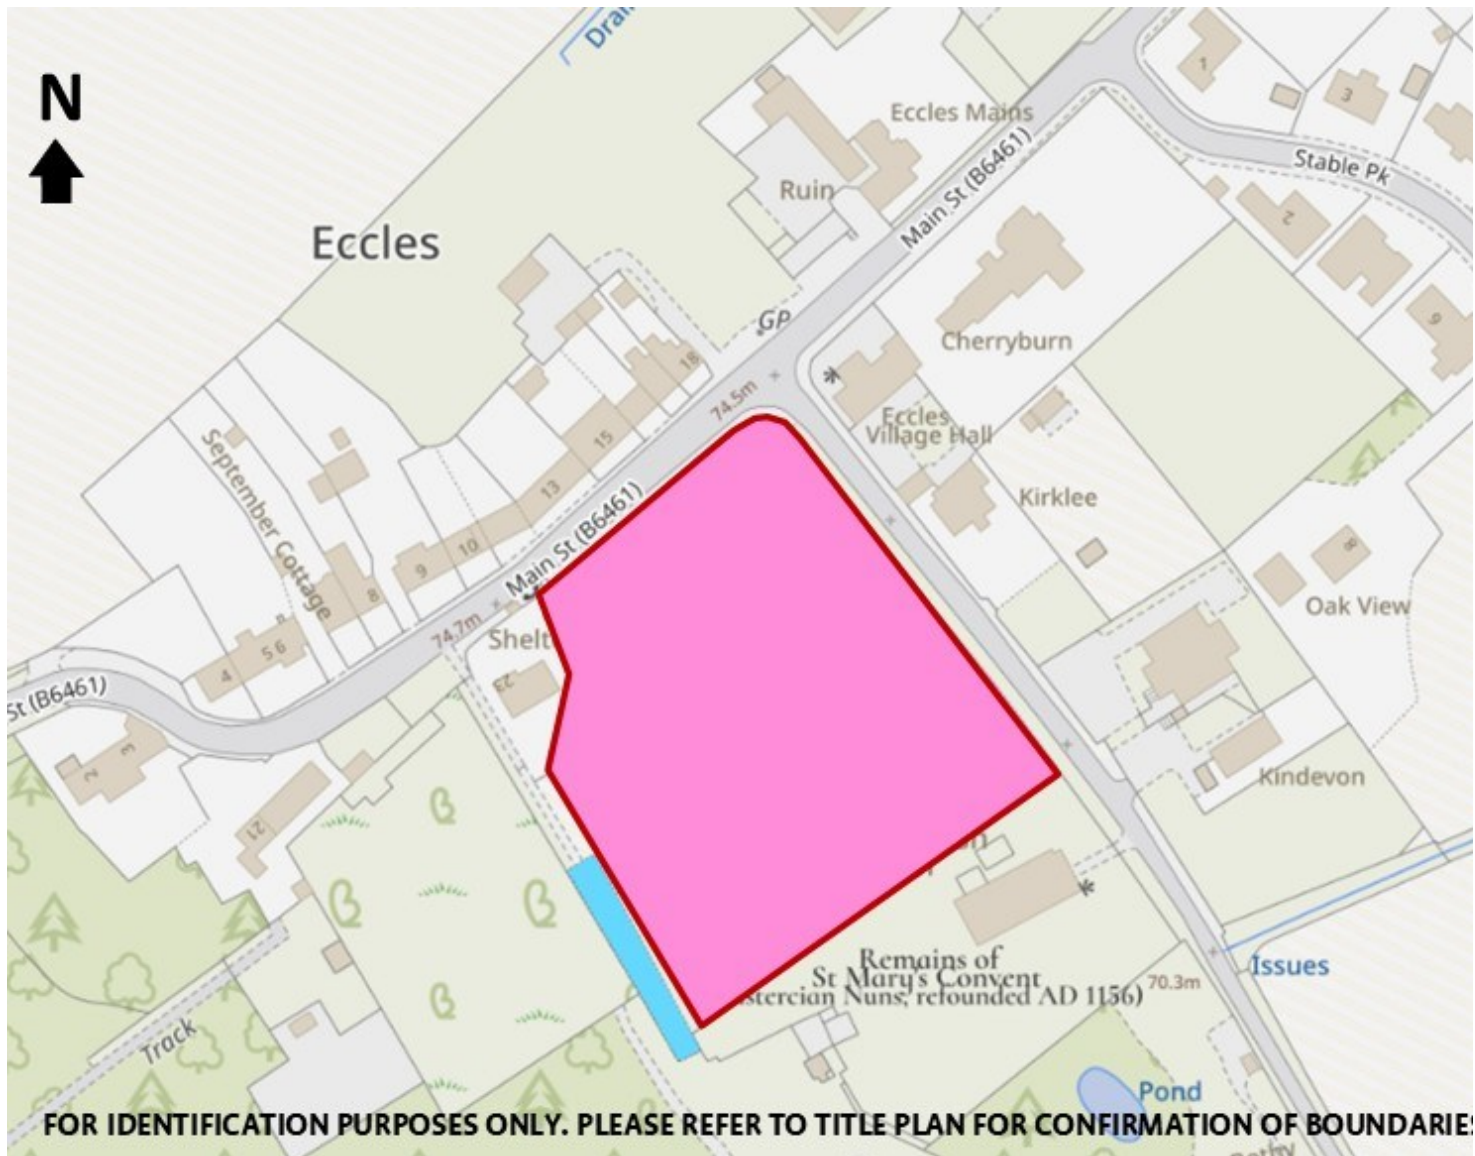 Drain
N
Eccles Mains
1
3
Stable Pk
Main St (B6461)
Ruin
2
Eccles
GP
9
Cherryburn
18
74.5m
Eccles
Village Hall
15
September Cottage
13
Kirklee
Main St (B6461)
10
9
8
8
Oak View
74.7m
Shelt
5 6
4
23
St (B6461)
3
2
Kindevon
21
Remains of
St Mary's Convent
stercian Nuns, refounded AD 1156)
70.3m
Issues
Track
Pond
FOR IDENTIFICATION PURPOSES ONLY. PLEASE REFER TO TITLE PLAN FOR CONFIRMATION OF BOUNDARIES